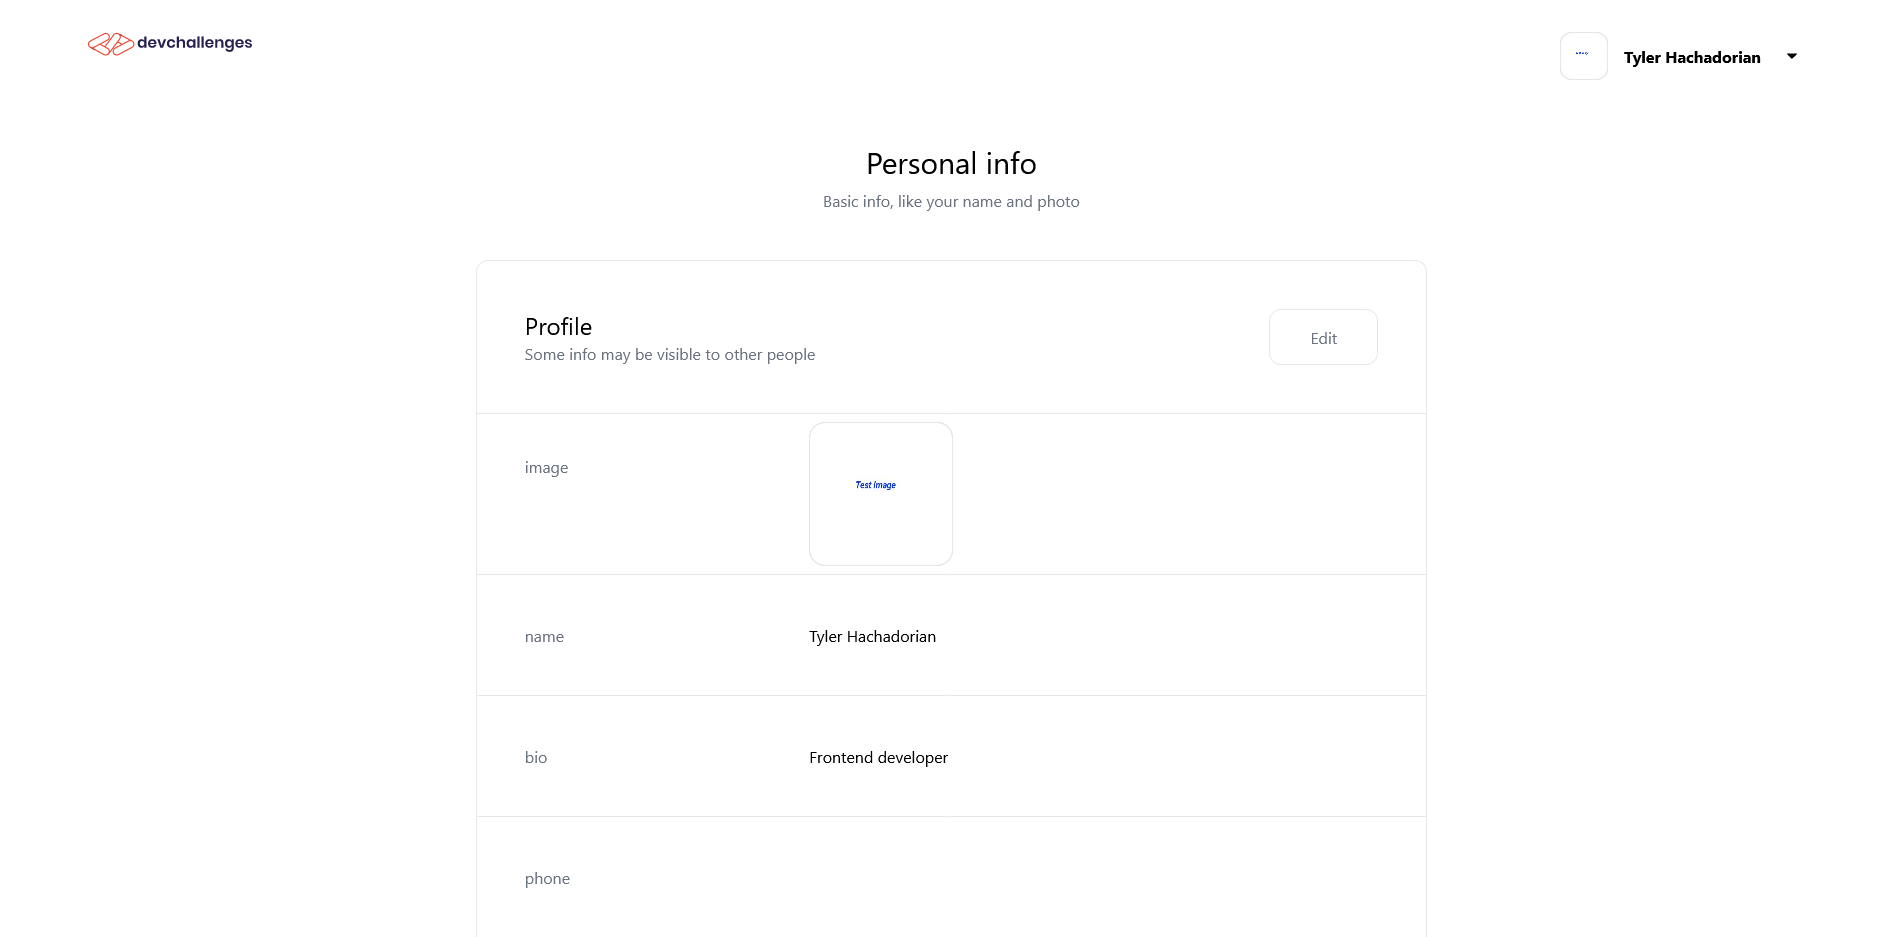 devchallenges
Tyler Hachadorian
Personal info
Basic info, like your name and photo
Profile
Some info may be visible to other people
Edit
image
Test Image
name
Tyler Hachadorian
bio
Frontend developer
phone